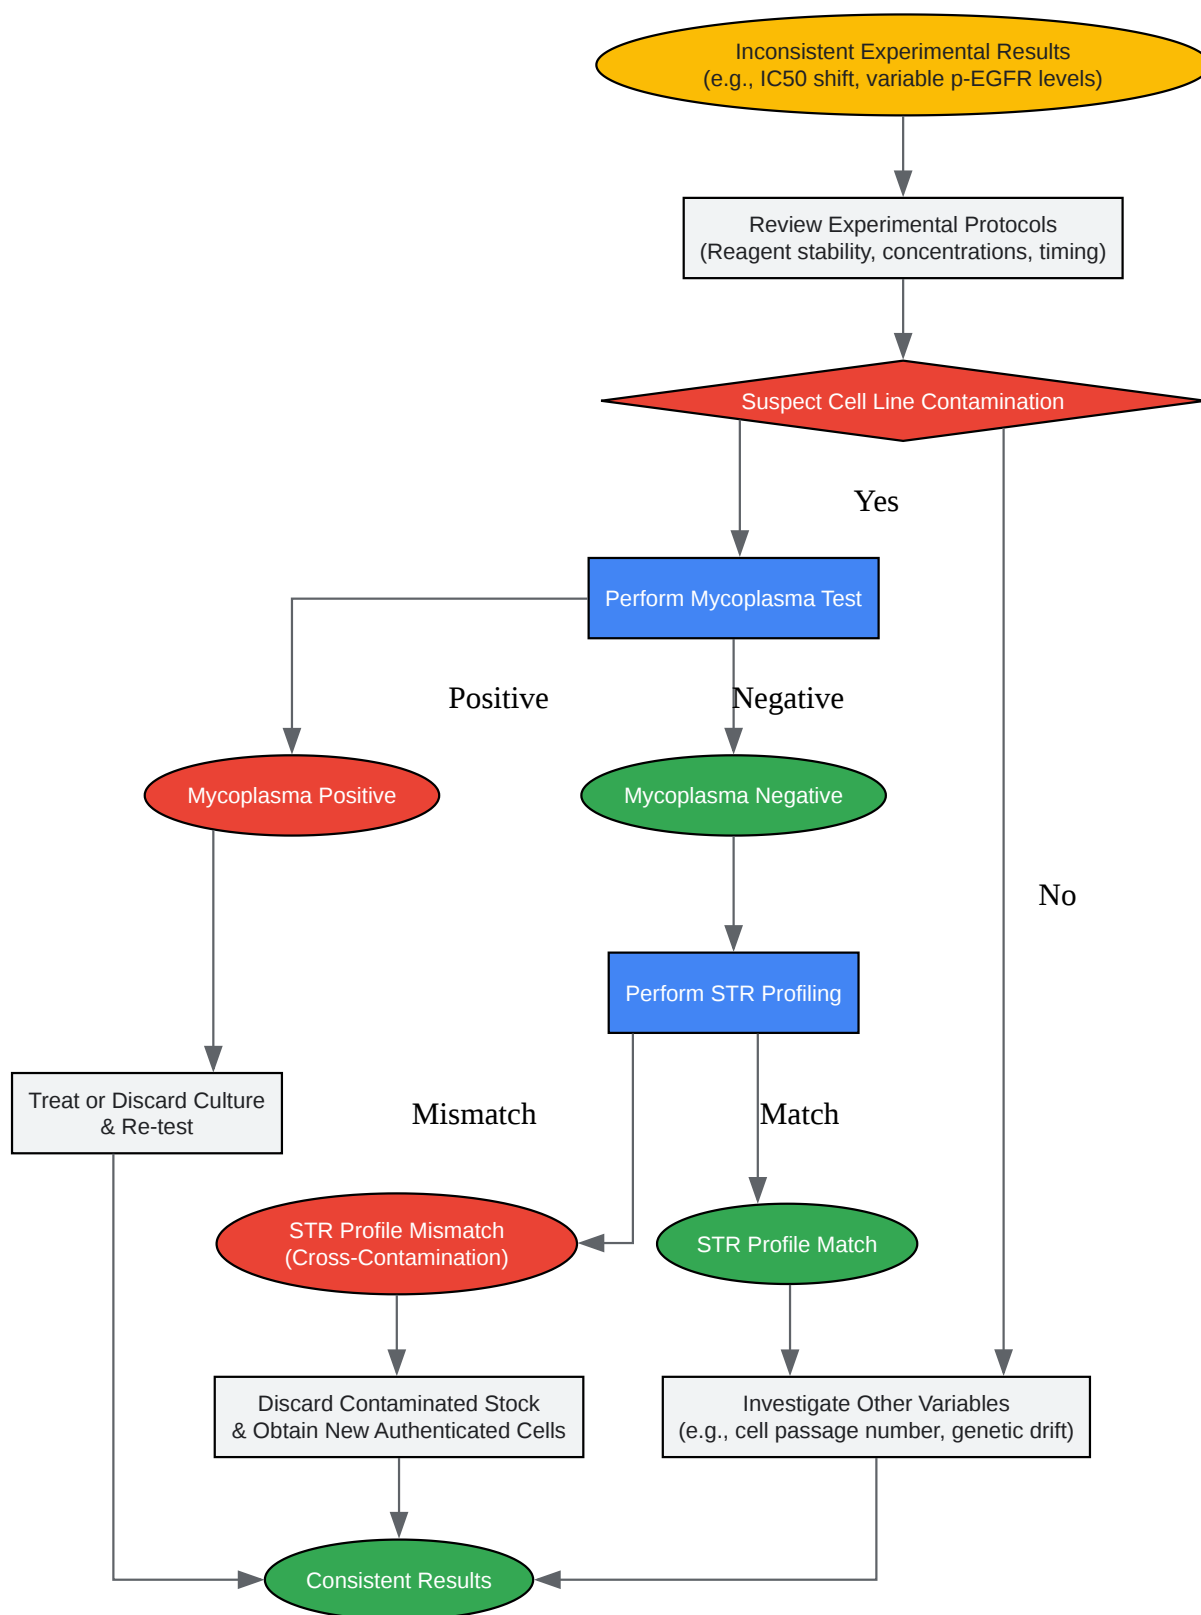 Inconsistent Experimental Results
(e.g., IC50 shift, variable p-EGFR levels)
Review Experimental Protocols
(Reagent stability, concentrations, timing)
Suspect Cell Line Contamination
Yes
Perform Mycoplasma Test
Positive
Negative
Mycoplasma Positive
Mycoplasma Negative
No
Perform STR Profiling
Treat or Discard Culture
& Re-test
Mismatch
Match
STR Profile Mismatch
(Cross-Contamination)
STR Profile Match
Discard Contaminated Stock
& Obtain New Authenticated Cells
Investigate Other Variables
(e.g., cell passage number, genetic drift)
Consistent Results